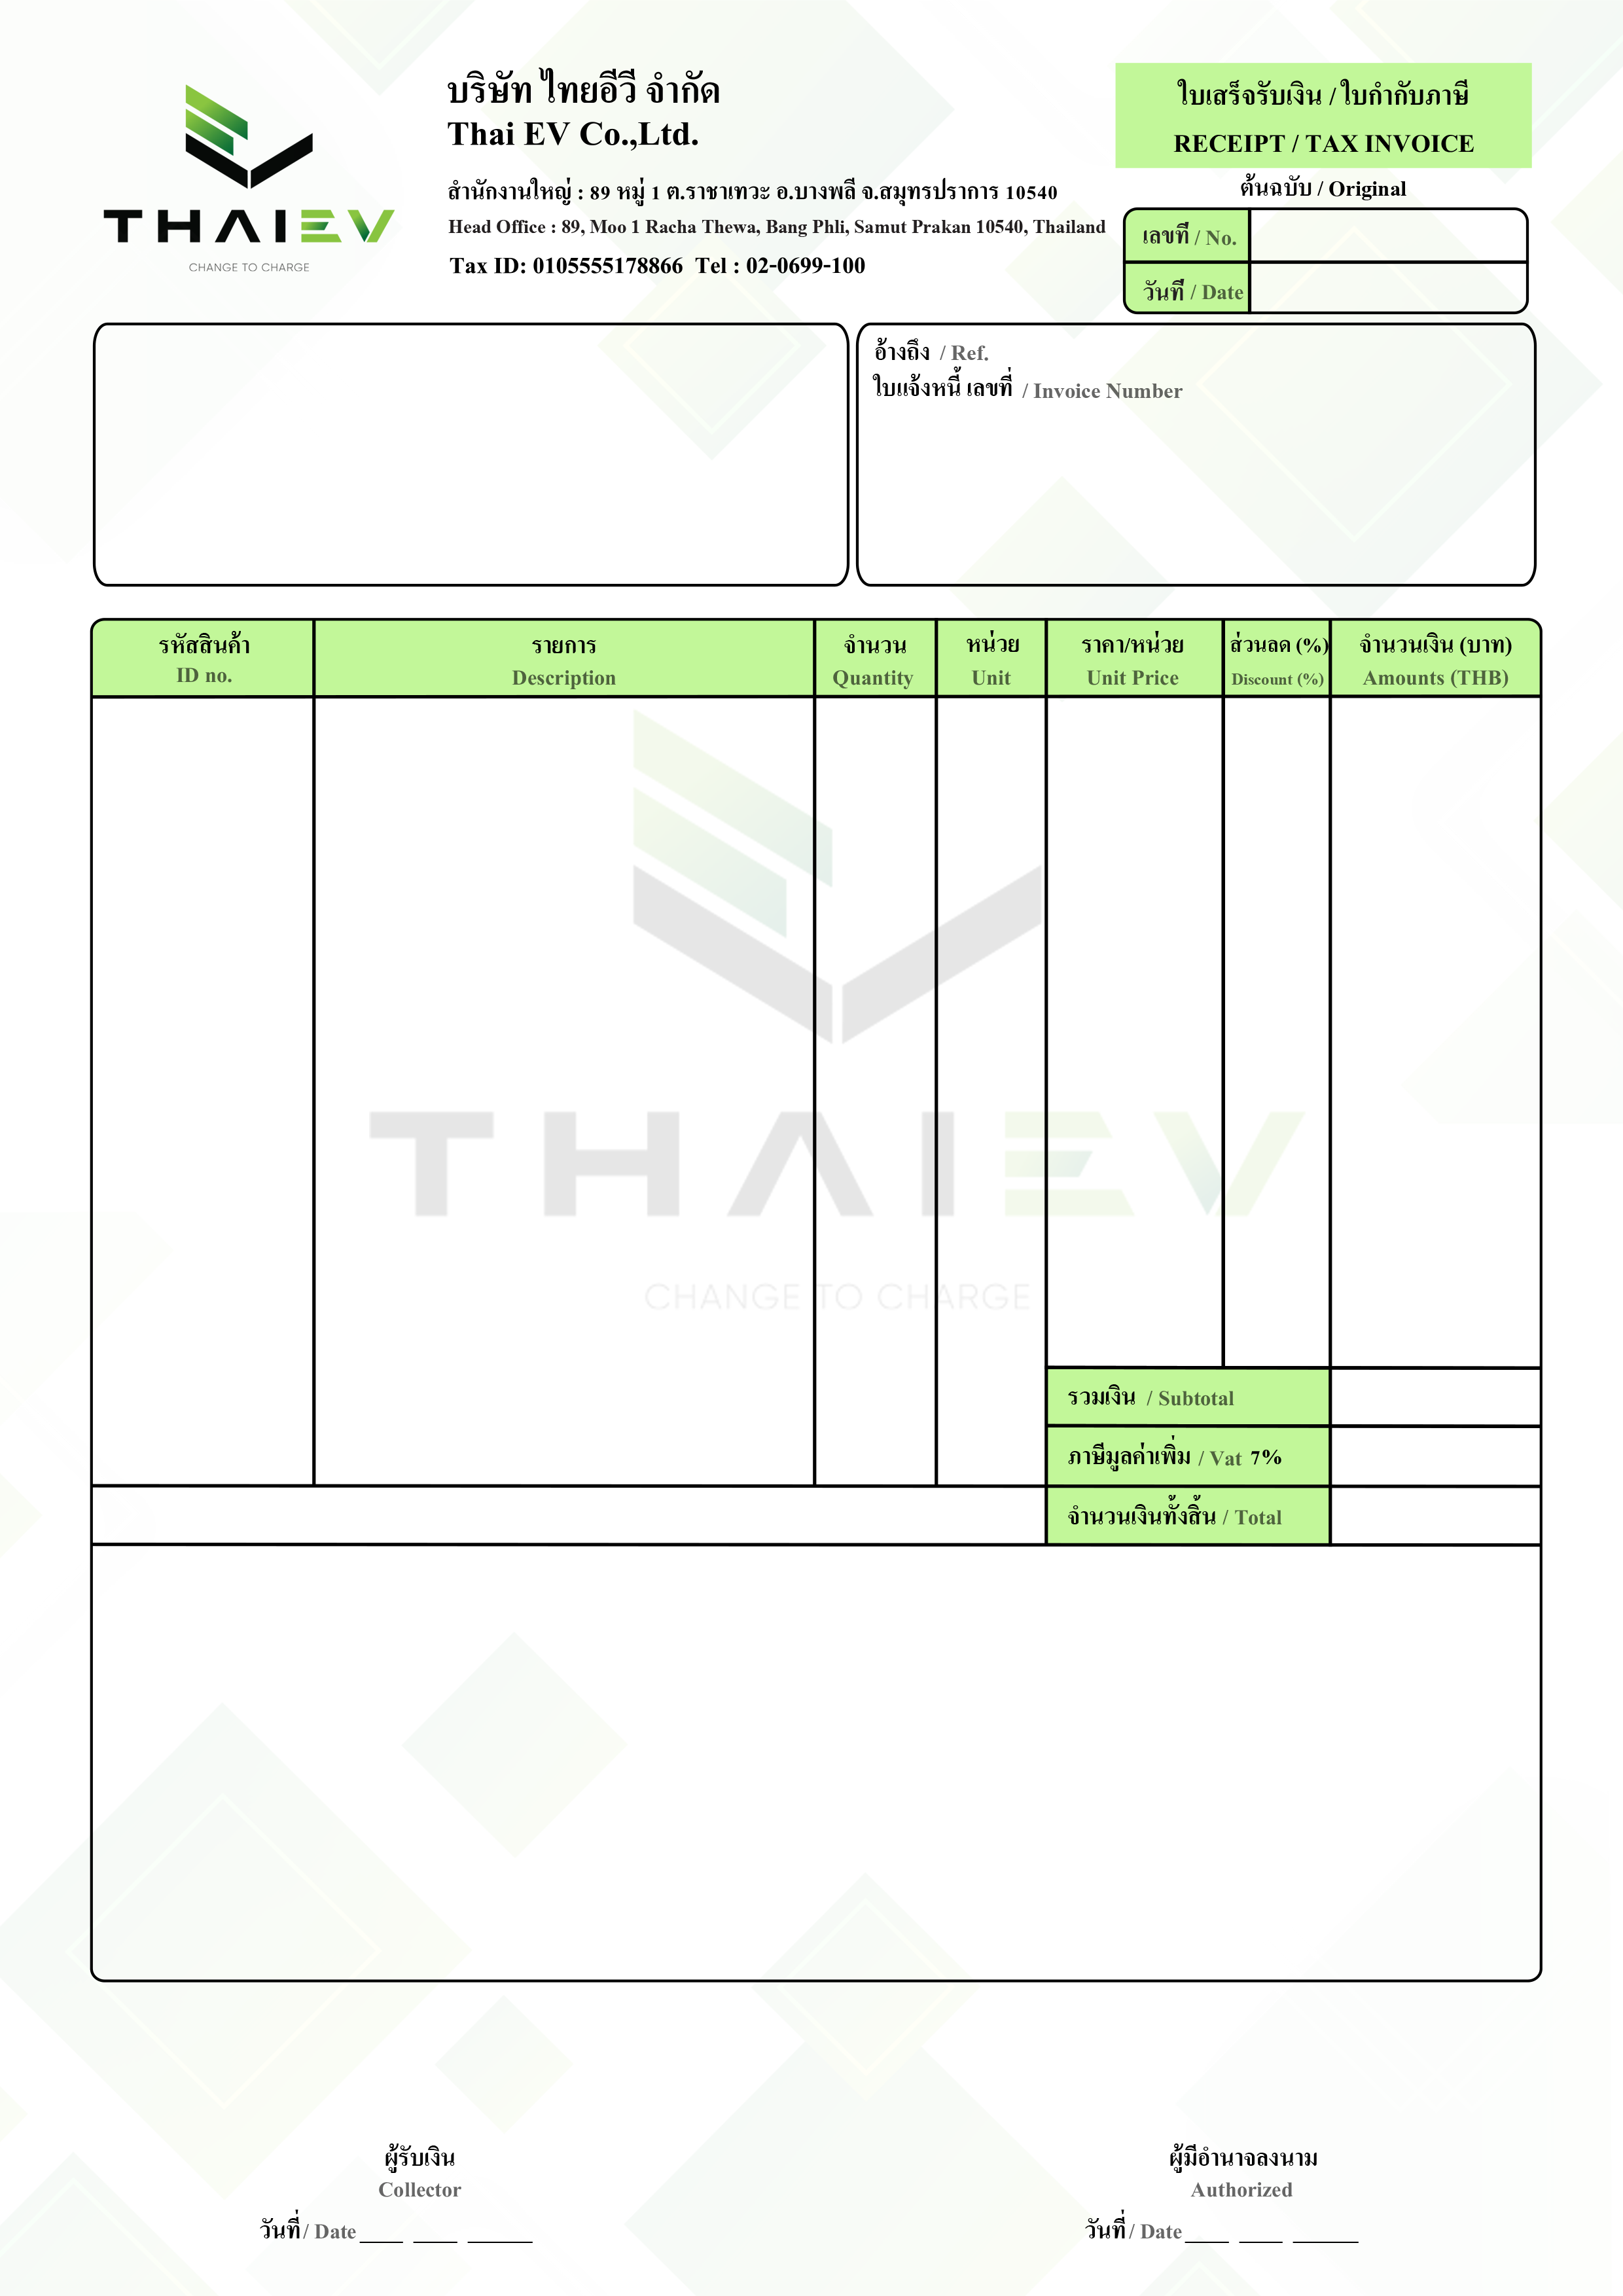 THAIEV
CHANGE TO CHARGE
บริษัท ไทยอีวี จำกัด
Thai EV Co.,Ltd.
สำนักงานใหญ่ : 89 หมู่ 1 ต.ราชาเทวะ อ.บางพลี จ.สมุทรปราการ 10540
Head Office : 89, Moo 1 Racha Thewa, Bang Phli, Samut Prakan 10540, Thailand
Tax ID: 0105555178866 Tel : 02-0699-100
ใบเสร็จรับเงิน / ใบกำกับภาษี
RECEIPT / TAX INVOICE
ต้นฉบับ / Original
เลขที่ / No.
วันที่ / Date
อ้างถึง / Ref.
ใบแจ้งหนี้ เลขที่ / Invoice Number
รหัสสินค้า รายการ จำนวน หน่วย ราคา/หน่วย ส่วนลด (%) จำนวนเงิน (บาท)
ID no. Description Quantity Unit Unit Price Discount (%) Amounts (THB)
THAIEV
CHANGE TO CHARGE
รวมเงิน / Subtotal
ภาษีมูลค่าเพิ่ม / Vat 7%
จำนวนเงินทั้งสิ้น / Total
ผู้รับเงิน ผู้มีอำนาจลงนาม
Collector Authorized
วันที่ / Date ____ ____ ______ วันที่ / Date ____ ____ ______